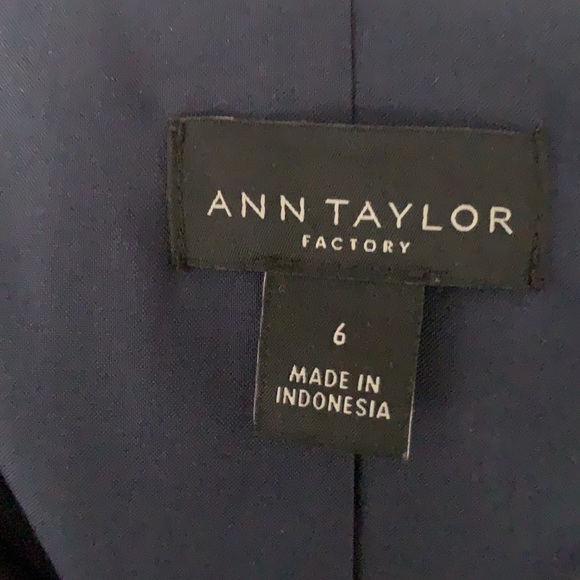 ANN TAYLOR
FACTORY
6
MADE IN
INDONESIA